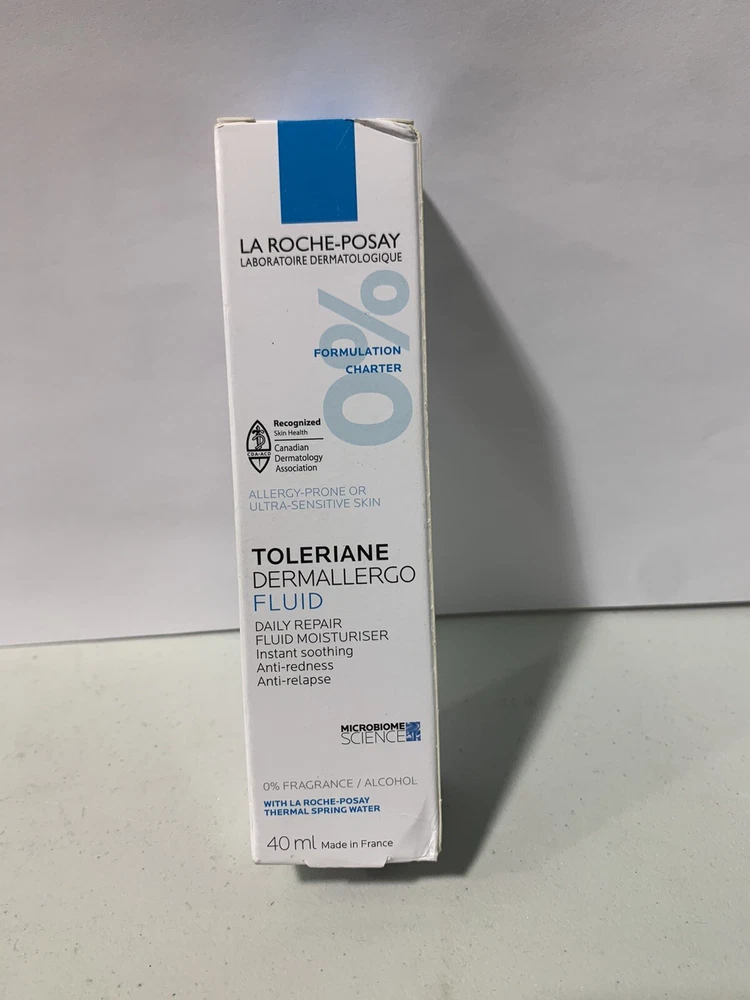 LA ROCHE-POSAY
LABORATOIRE DERMATOLOGIQUE
0%
FORMULATION
CHARTER
Recognized
Skin Health
Canadian
Dermatology
Association
CDA•ACD
ALLERGY-PRONE OR
ULTRA-SENSITIVE SKIN
TOLERIANE
DERMALLERGO
FLUID
DAILY REPAIR
FLUID MOISTURISER
Instant soothing
Anti-redness
Anti-relapse
MICROBIOME
SCIENCE
0% FRAGRANCE / ALCOHOL
WITH LA ROCHE-POSAY
THERMAL SPRING WATER
40 ml Made in France